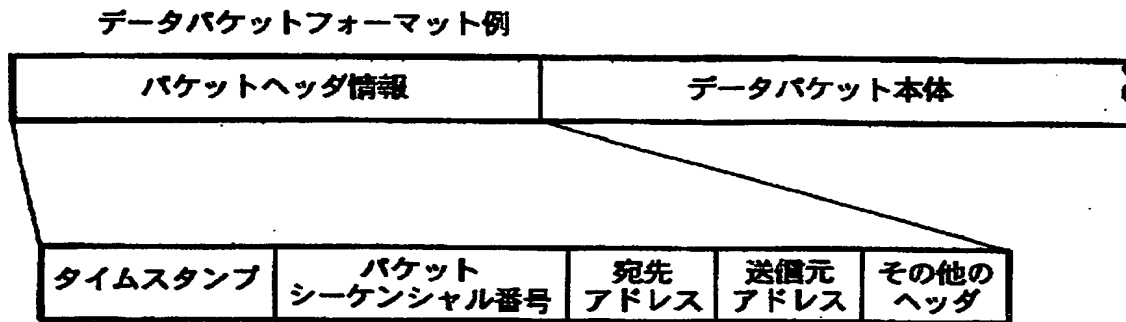 データパケットフォーマット例
パケットヘッダ情報
データパケット本体
タイムスタンプ
パケット
シーケンシャル番号
宛先
アドレス
送信元
アドレス
その他の
ヘッダ